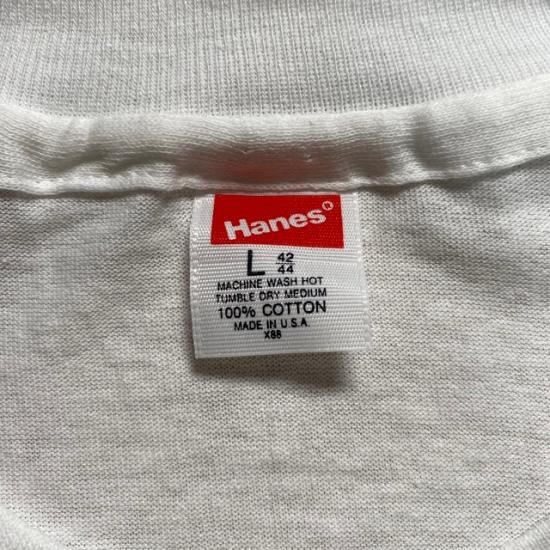 Hanes®
L 42/44
MACHINE WASH HOT
TUMBLE DRY MEDIUM
100% COTTON
MADE IN U.S.A.
X88